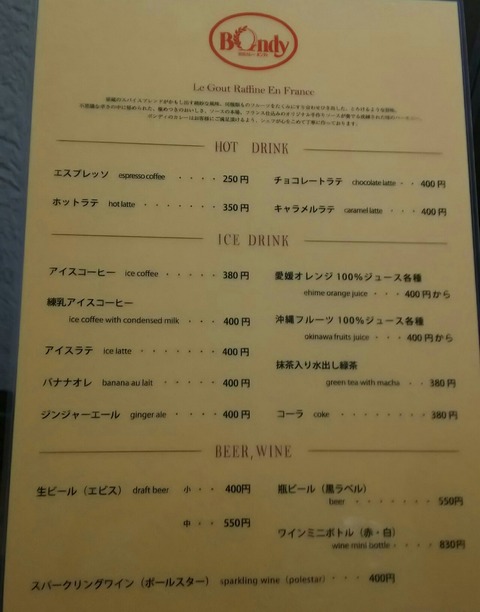 Bondy
Le Gout Raffine En France
HOT DRINK
エスプレッソ espresso coffee ・・・・ 250円
チョコレートラテ chocolate latte ・・ 400円
ホットラテ hot latte ・・・・・・・ 350円
キャラメルラテ caramel latte ・・ 400円
ICE DRINK
アイスコーヒー ice coffee ・・・・・ 380円
愛媛オレンジ 100%ジュース各種
ehime orange juice ・・・ 400円から
練乳アイスコーヒー
ice coffee with condensed milk ・・・ 400円
沖縄フルーツ 100%ジュース各種
okinawa fruits juice ・・・ 400円から
アイスラテ ice latte ・・・・・・・ 400円
抹茶入り水出し緑茶
green tea with macha ・・ 380円
バナナオレ banana au lait ・・・・・ 400円
ジンジャーエール ginger ale ・・・・ 400円
コーラ coke ・・・・・・・・ 380円
BEER, WINE
生ビール（エビス） draft beer 小 ・・ 400円
中 ・・ 550円
瓶ビール（黒ラベル）
beer ・・・・・・・ 550円
ワインミニボトル（赤・白）
wine mini bottle ・・・・ 830円
スパークリングワイン（ポールスター） sparkling wine (polestar) ・・・ 400円